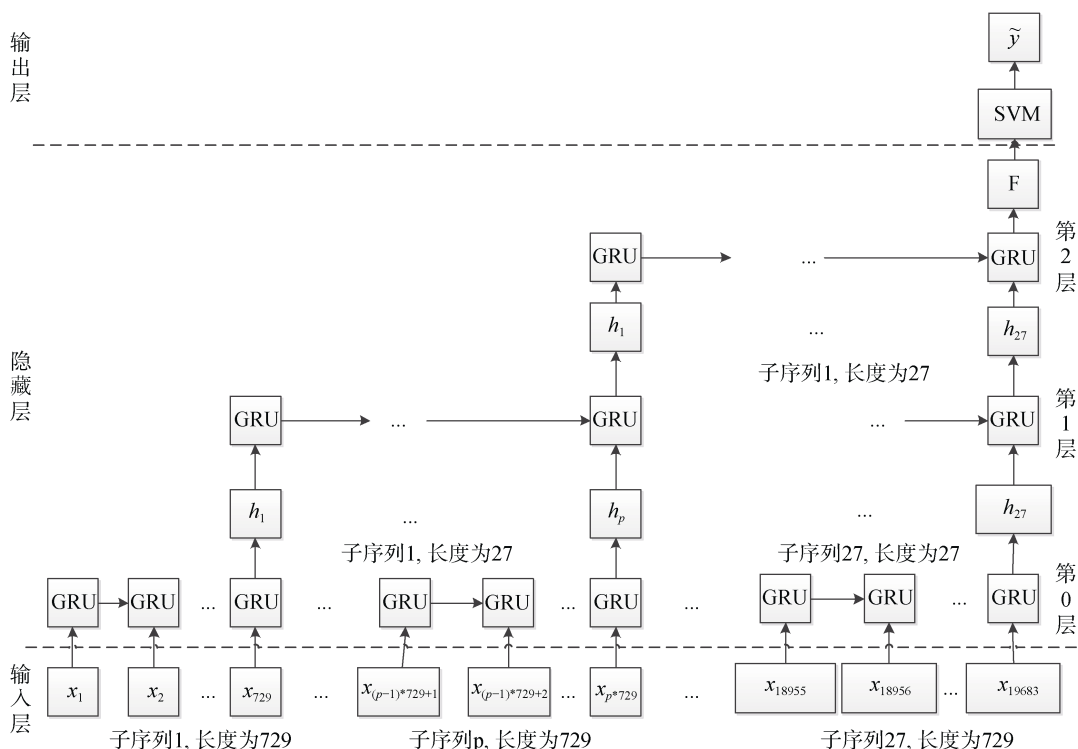 ỹ
输出层
SVM
F
GRU → ... → GRU
第2层
h₁ ... h₂₇
子序列1, 长度为27
隐藏层
GRU → ... → GRU ... → GRU
第1层
h₁ ... hₚ ... h₂₇
子序列1, 长度为27 子序列27, 长度为27
GRU → GRU ... GRU ... GRU → GRU ... GRU ... GRU → GRU ... GRU
第0层
输入层
x₁ x₂ ... x₇₂₉ ... x₍ₚ₋₁₎*₇₂₉₊₁ x₍ₚ₋₁₎*₇₂₉₊₂ ... xₚ*₇₂₉ ... x₁₈₉₅₅ x₁₈₉₅₆ ... x₁₉₆₈₃
子序列1, 长度为729 子序列p, 长度为729 子序列27, 长度为729